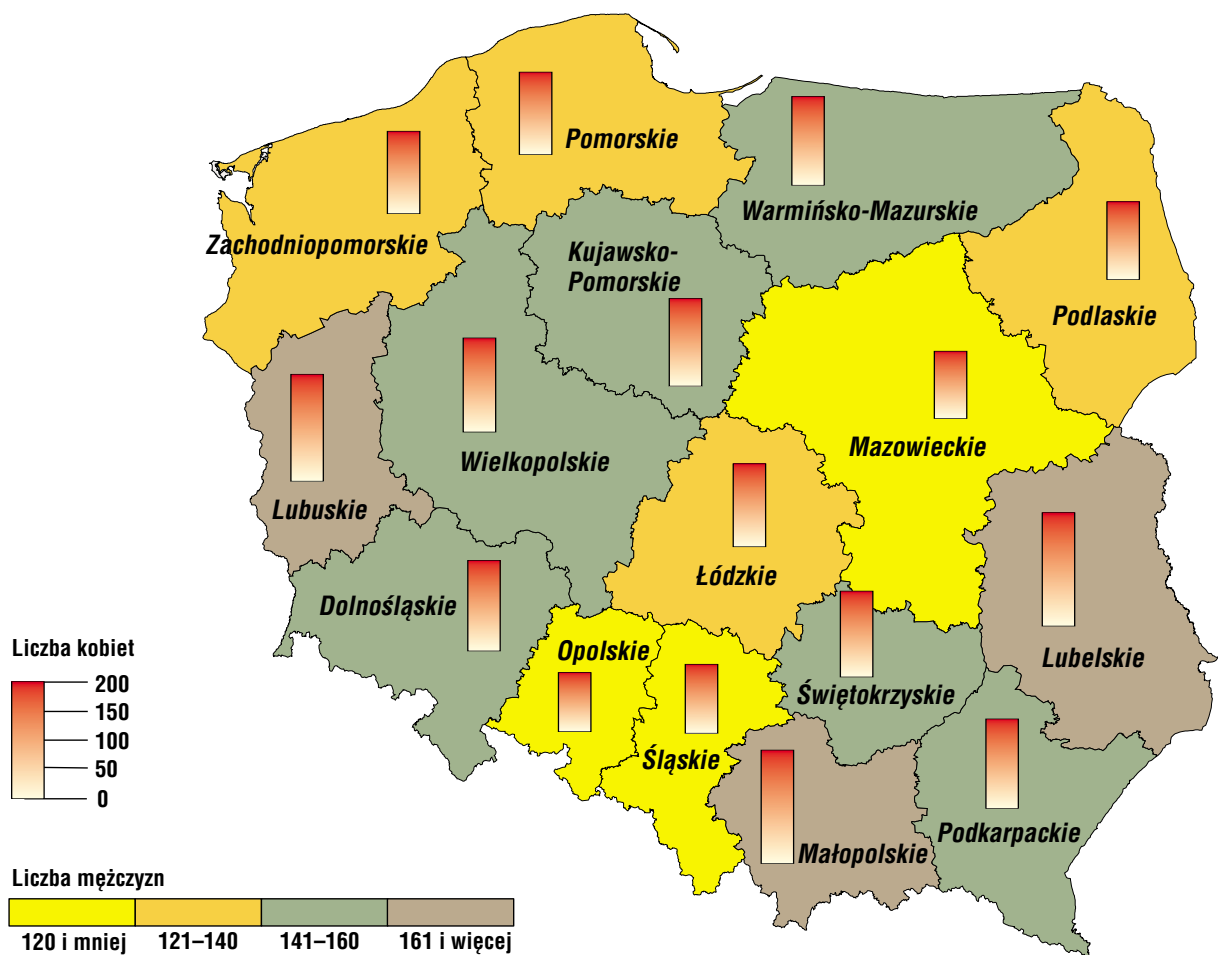 Pomorskie
Warmińsko-Mazurskie
Zachodniopomorskie
Kujawsko-
Pomorskie
Podlaskie
Mazowieckie
Wielkopolskie
Lubuskie
Łódzkie
Dolnośląskie
Opolskie
Lubelskie
Świętokrzyskie
Śląskie
Podkarpackie
Małopolskie
Liczba kobiet
200
150
100
50
0
Liczba mężczyzn
120 i mniej 121–140 141–160 161 i więcej